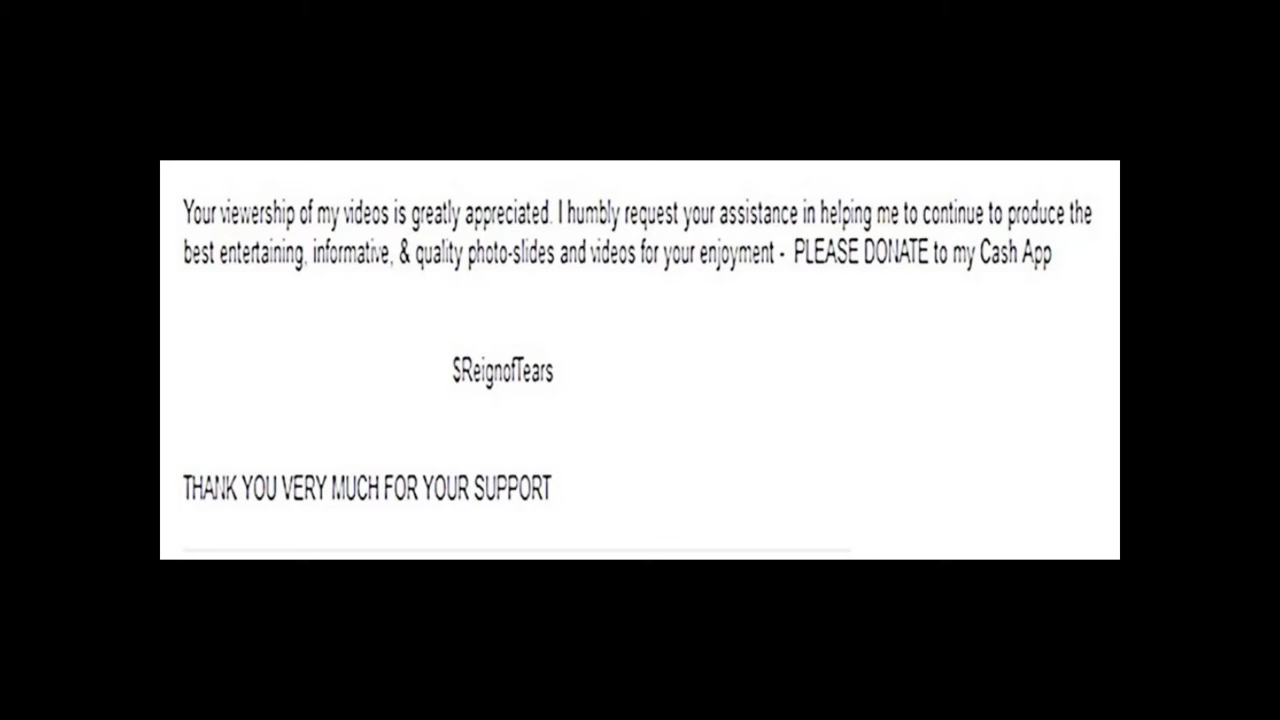 Your viewership of my videos is greatly appreciated. I humbly request your assistance in helping me to continue to produce the
best entertaining, informative, & quality photo-slides and videos for your enjoyment - PLEASE DONATE to my Cash App
$ReignofTears
THANK YOU VERY MUCH FOR YOUR SUPPORT